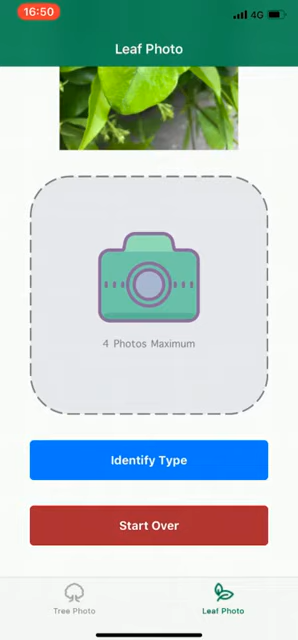 16:50
4G
Leaf Photo
4 Photos Maximum
Identify Type
Start Over
Tree Photo
Leaf Photo